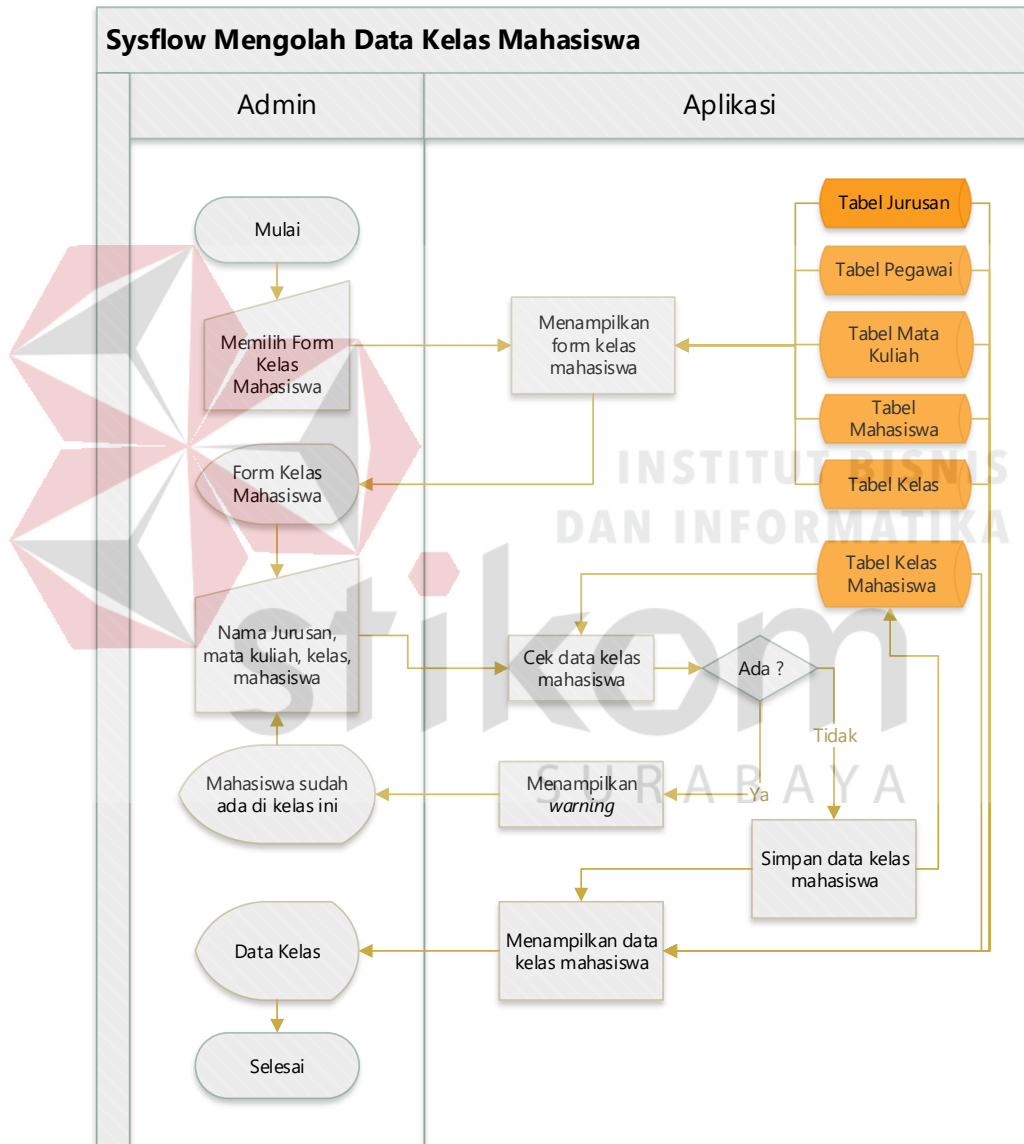 Sysflow Mengolah Data Kelas Mahasiswa
Admin
Aplikasi
Mulai
Tabel Jurusan
Tabel Pegawai
Memilih Form
Kelas
Mahasiswa
Menampilkan
form kelas
mahasiswa
Tabel Mata
Kuliah
Tabel
Mahasiswa
Form Kelas
Mahasiswa
Tabel Kelas
INSTITUT BISNIS
DAN INFORMATIKA
Tabel Kelas
Mahasiswa
Nama Jurusan,
mata kuliah, kelas,
mahasiswa
Cek data kelas
mahasiswa
Ada ?
stikom
Tidak
SURABAYA
Mahasiswa sudah
ada di kelas ini
Menampilkan
warning
Ya
Simpan data kelas
mahasiswa
Data Kelas
Menampilkan data
kelas mahasiswa
Selesai